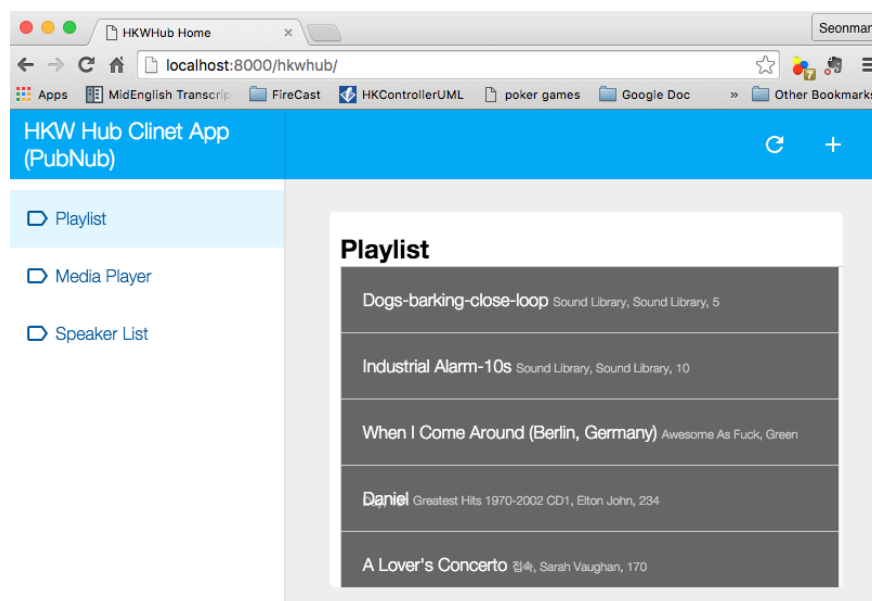 HKWHub Home
Seonmar
localhost:8000/hkwhub/
Apps MidEnglish Transcrip FireCast HKControllerUML poker games Google Doc » Other Bookmarks
HKW Hub Clinet App
(PubNub)
Playlist
Media Player
Speaker List
Playlist
Dogs-barking-close-loop Sound Library, Sound Library, 5
Industrial Alarm-10s Sound Library, Sound Library, 10
When I Come Around (Berlin, Germany) Awesome As Fuck, Green
Daniel Greatest Hits 1970-2002 CD1, Elton John, 234
A Lover's Concerto 접속, Sarah Vaughan, 170